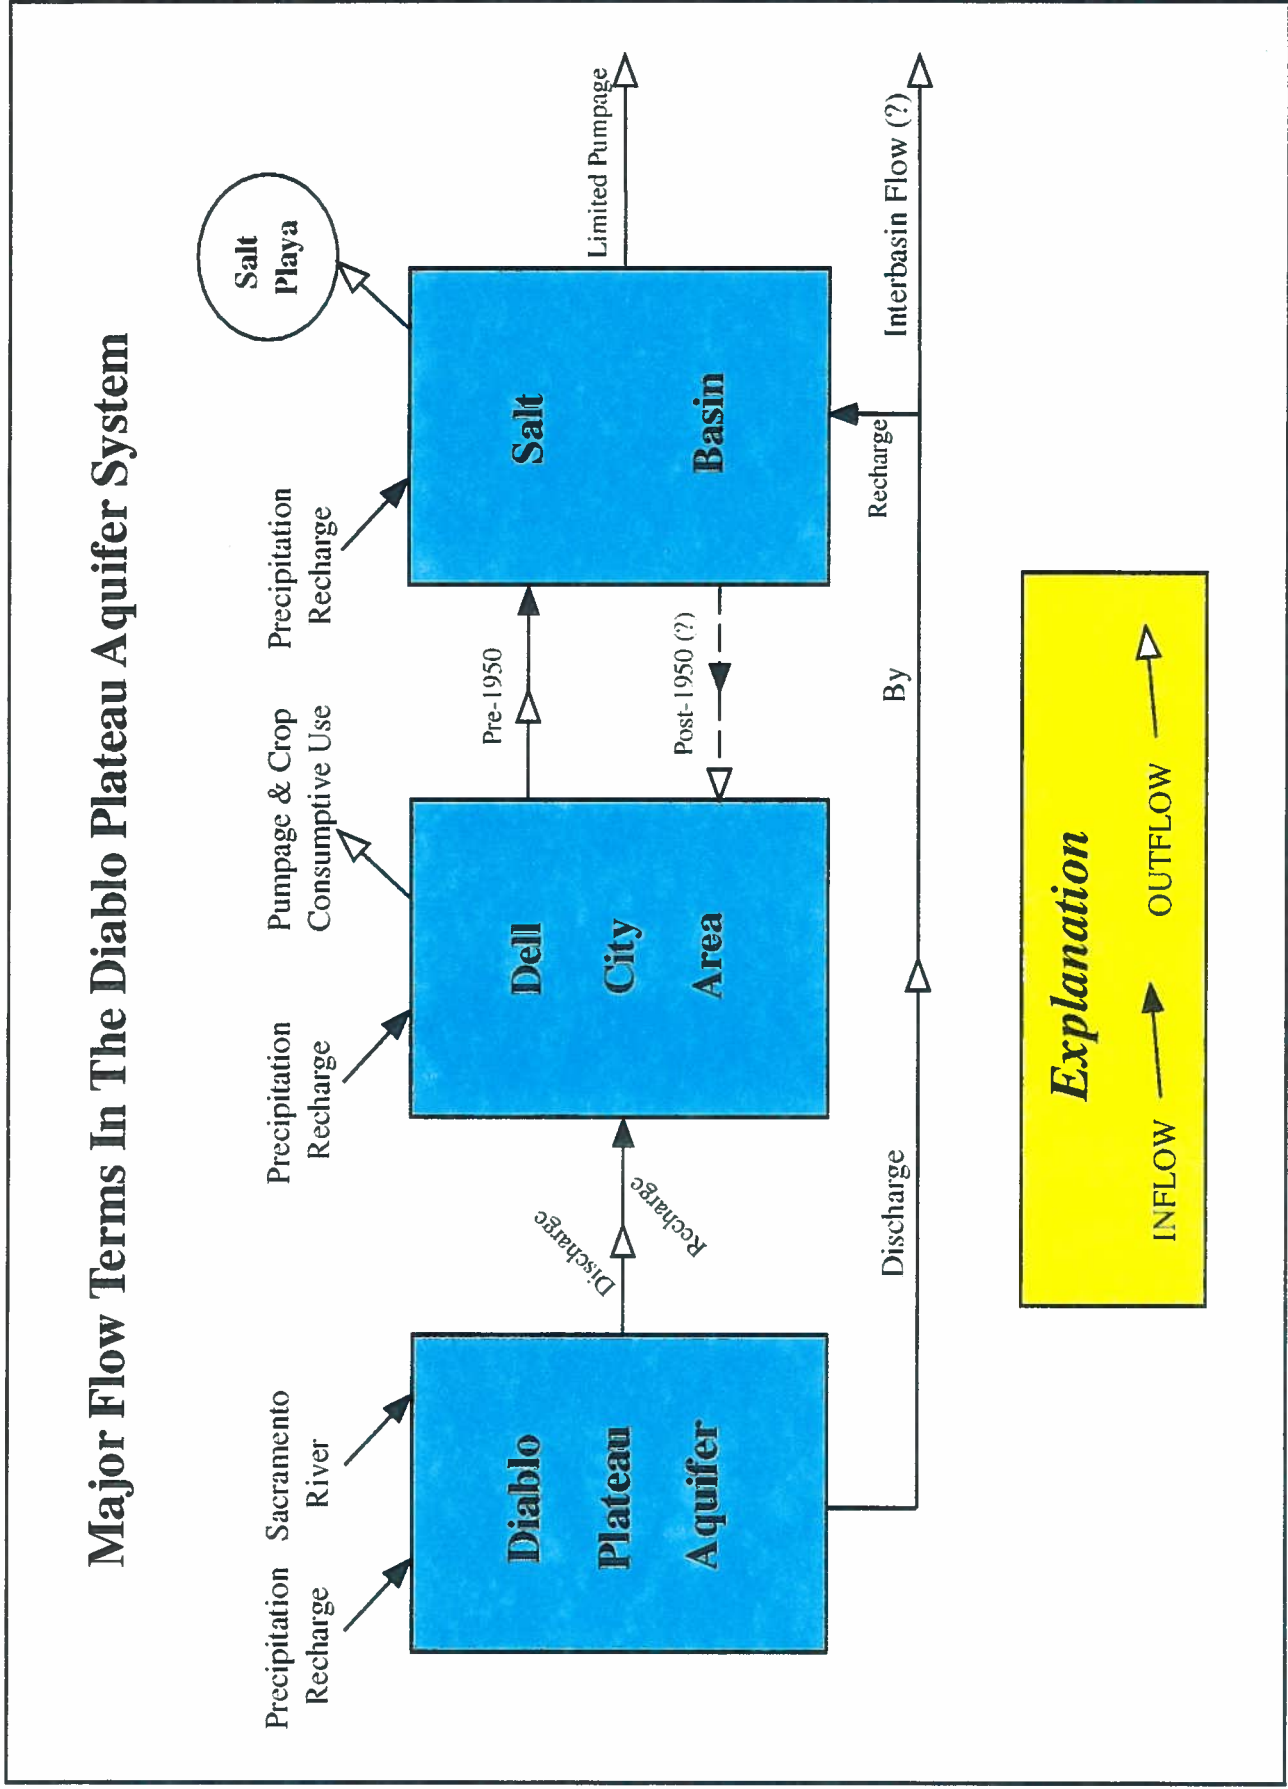 Major Flow Terms In The Diablo Plateau Aquifer System
Precipitation
Recharge
Sacramento
River
Precipitation
Recharge
Pumpage & Crop
Consumptive Use
Precipitation
Recharge
Salt
Playa
Diablo
Plateau
Aquifer
Discharge
Recharge
Dell
City
Area
Pre-1950
Post-1950 (?)
Salt
Basin
Limited Pumpage
Discharge
By
Recharge
Interbasin Flow (?)
Explanation
INFLOW
OUTFLOW